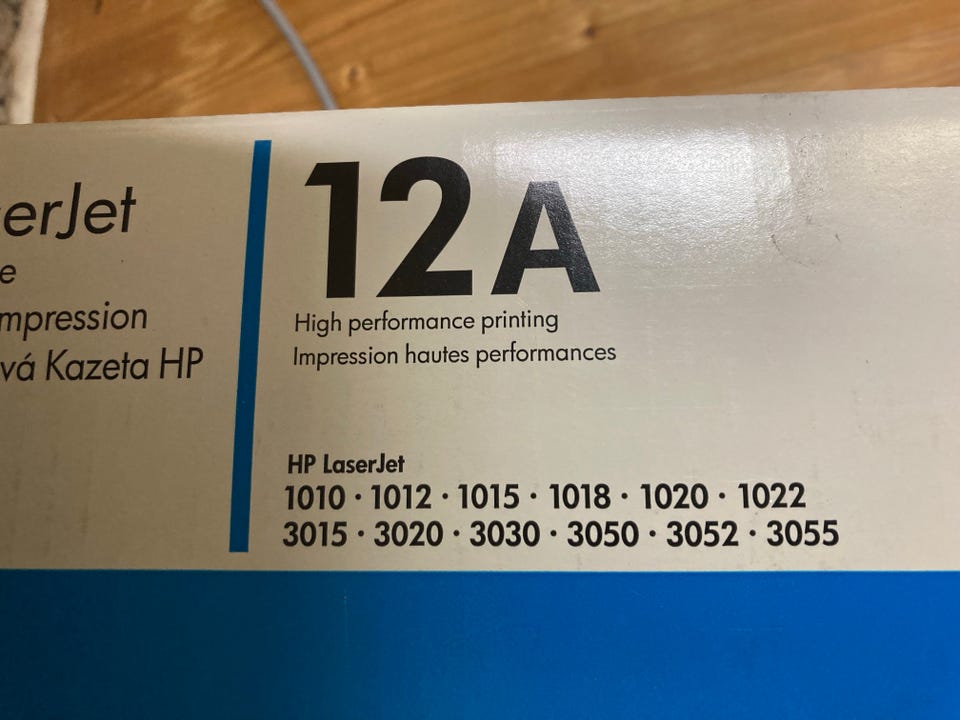 erJet
e
mpression
vá Kazeta HP
12A
High performance printing
Impression hautes performances
HP LaserJet
1010 · 1012 · 1015 · 1018 · 1020 · 1022
3015 · 3020 · 3030 · 3050 · 3052 · 3055